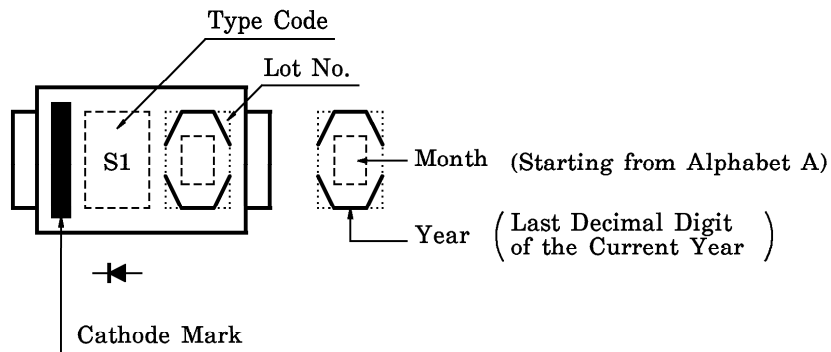 Type Code
Lot No.
S1
Month (Starting from Alphabet A)
Year (Last Decimal Digit
of the Current Year)
Cathode Mark